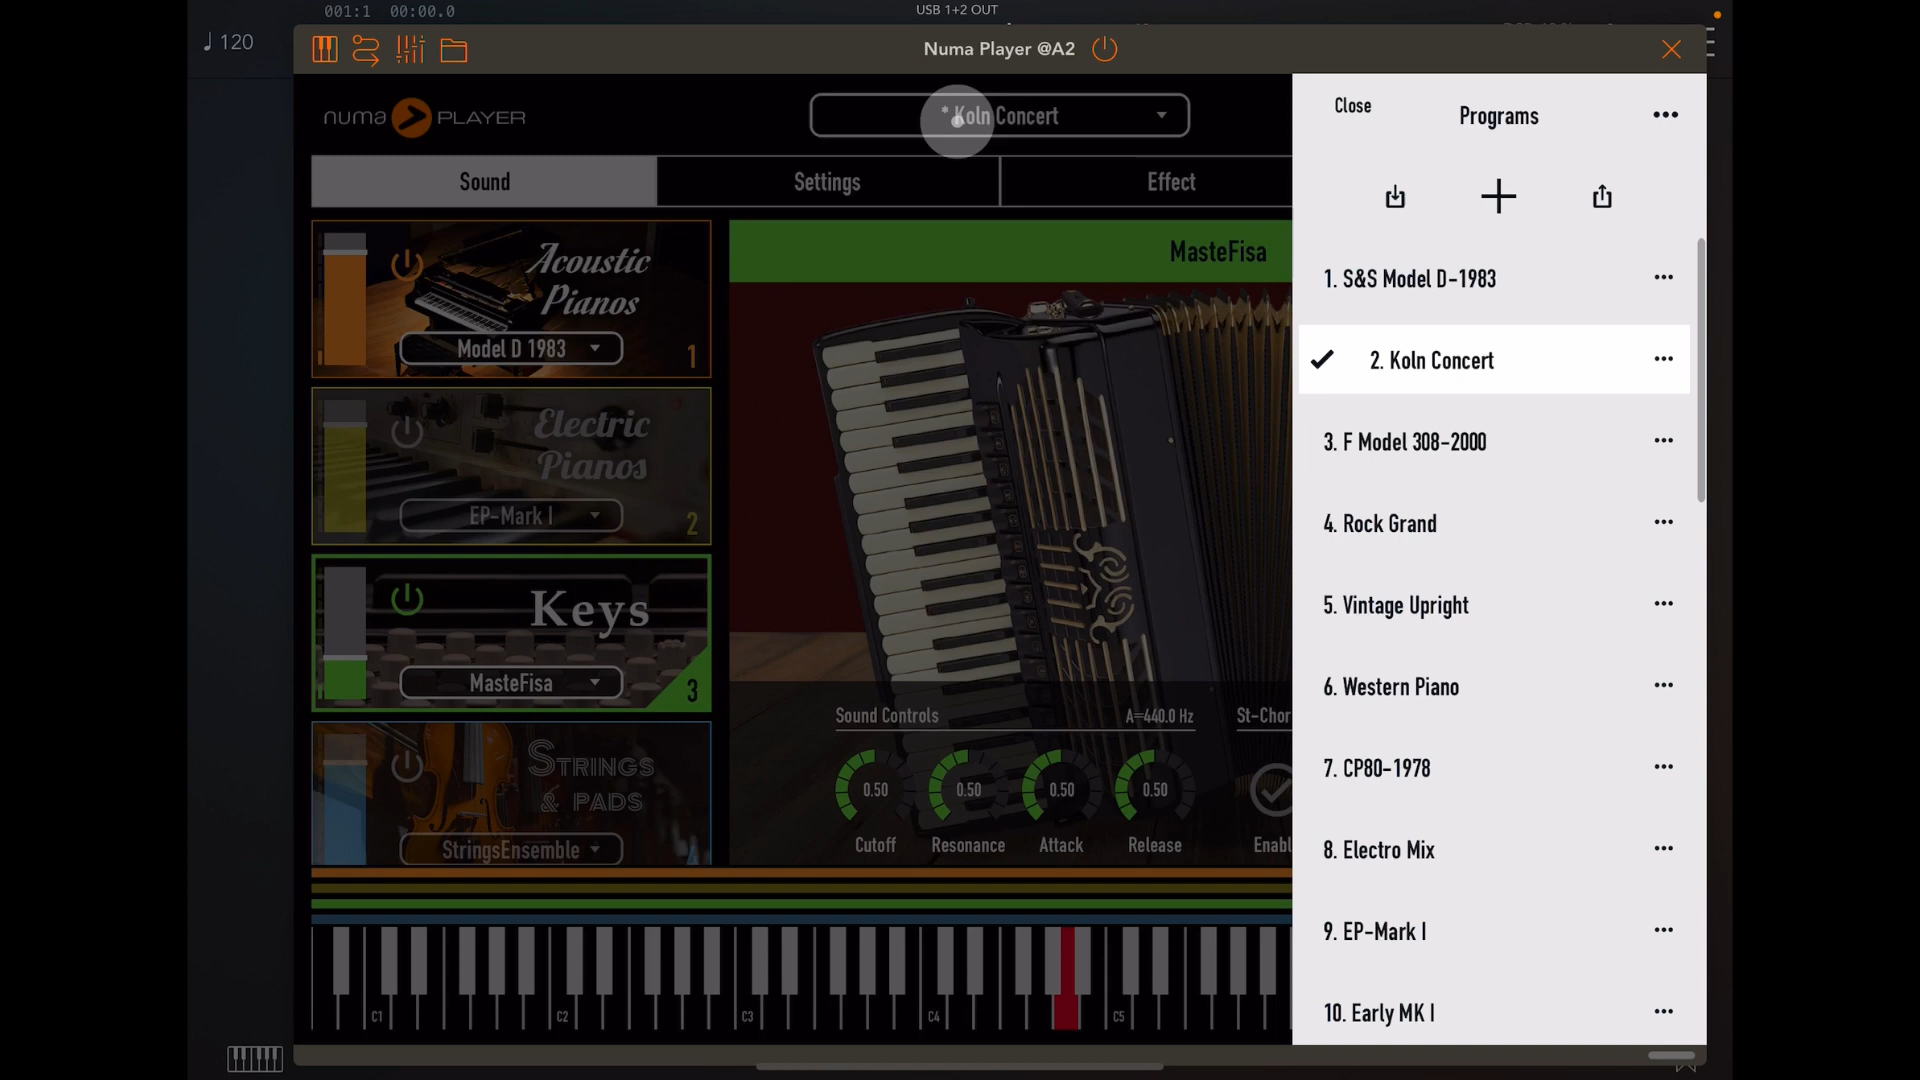 001:1 00:00.0
USB 1+2 OUT
♩ 120
Numa Player @A2
numa PLAYER
* Koln Concert
Sound
Settings
Effect
Acoustic
Pianos
Model D 1983
1
Electric
Pianos
EP-Mark I
2
Keys
MasteFisa
3
STRINGS
& PADS
StringsEnsemble
MasteFisa
Sound Controls
A=440.0 Hz
St-Chor
0.50
0.50
0.50
0.50
Cutoff
Resonance
Attack
Release
Enabl
C1
C2
C3
C4
C5
Close
Programs
1. S&S Model D-1983
2. Koln Concert
3. F Model 308-2000
4. Rock Grand
5. Vintage Upright
6. Western Piano
7. CP80-1978
8. Electro Mix
9. EP-Mark I
10. Early MK I